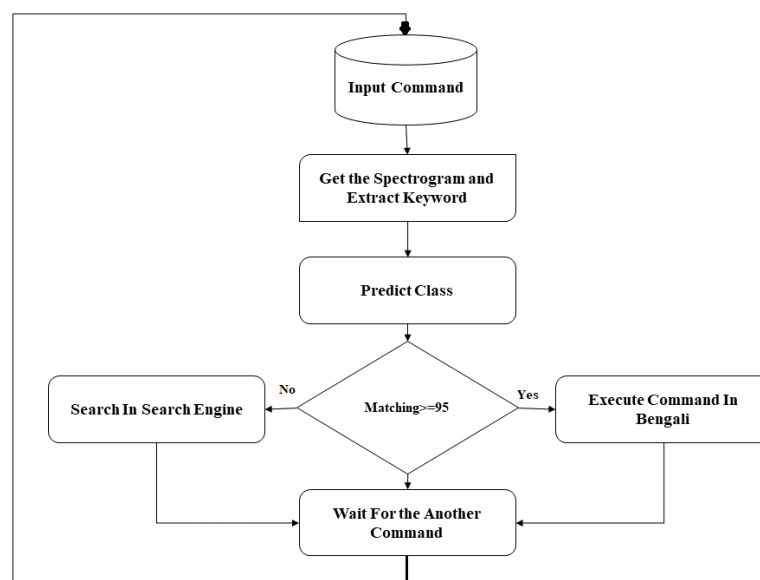 Input Command
Get the Spectrogram and
Extract Keyword
Predict Class
No
Yes
Search In Search Engine
Matching>=95
Execute Command In
Bengali
Wait For the Another
Command